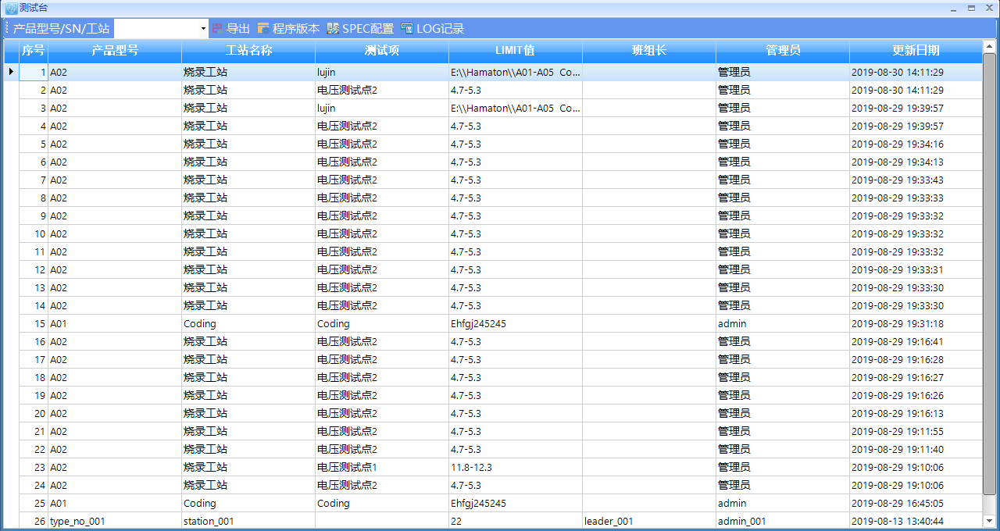 测试台
产品型号/SN/工站 导出 程序版本 SPEC配置 LOG记录
序号 产品型号 工站名称 测试项 LIMIT值 班组长 管理员 更新日期
1 A02 烧录工站 lujin E:\\Hamaton\\A01-A05 Co... 管理员 2019-08-30 14:11:29
2 A02 烧录工站 电压测试点2 4.7-5.3 管理员 2019-08-30 14:11:29
3 A02 烧录工站 lujin E:\\Hamaton\\A01-A05 Co... 管理员 2019-08-29 19:39:57
4 A02 烧录工站 电压测试点2 4.7-5.3 管理员 2019-08-29 19:39:57
5 A02 烧录工站 电压测试点2 4.7-5.3 管理员 2019-08-29 19:34:16
6 A02 烧录工站 电压测试点2 4.7-5.3 管理员 2019-08-29 19:34:13
7 A02 烧录工站 电压测试点2 4.7-5.3 管理员 2019-08-29 19:33:43
8 A02 烧录工站 电压测试点2 4.7-5.3 管理员 2019-08-29 19:33:33
9 A02 烧录工站 电压测试点2 4.7-5.3 管理员 2019-08-29 19:33:32
10 A02 烧录工站 电压测试点2 4.7-5.3 管理员 2019-08-29 19:33:32
11 A02 烧录工站 电压测试点2 4.7-5.3 管理员 2019-08-29 19:33:32
12 A02 烧录工站 电压测试点2 4.7-5.3 管理员 2019-08-29 19:33:31
13 A02 烧录工站 电压测试点2 4.7-5.3 管理员 2019-08-29 19:33:30
14 A02 烧录工站 电压测试点2 4.7-5.3 管理员 2019-08-29 19:33:30
15 A01 Coding Coding Ehfgj245245 admin 2019-08-29 19:31:18
16 A02 烧录工站 电压测试点2 4.7-5.3 管理员 2019-08-29 19:16:41
17 A02 烧录工站 电压测试点2 4.7-5.3 管理员 2019-08-29 19:16:28
18 A02 烧录工站 电压测试点2 4.7-5.3 管理员 2019-08-29 19:16:27
19 A02 烧录工站 电压测试点2 4.7-5.3 管理员 2019-08-29 19:16:26
20 A02 烧录工站 电压测试点2 4.7-5.3 管理员 2019-08-29 19:16:13
21 A02 烧录工站 电压测试点2 4.7-5.3 管理员 2019-08-29 19:11:55
22 A02 烧录工站 电压测试点2 4.7-5.3 管理员 2019-08-29 19:11:40
23 A02 烧录工站 电压测试点1 11.8-12.3 管理员 2019-08-29 19:10:06
24 A02 烧录工站 电压测试点2 4.7-5.3 管理员 2019-08-29 19:10:06
25 A01 Coding Coding Ehfgj245245 admin 2019-08-29 16:45:05
26 type_no_001 station_001 22 leader_001 admin_001 2019-08-13 13:40:44